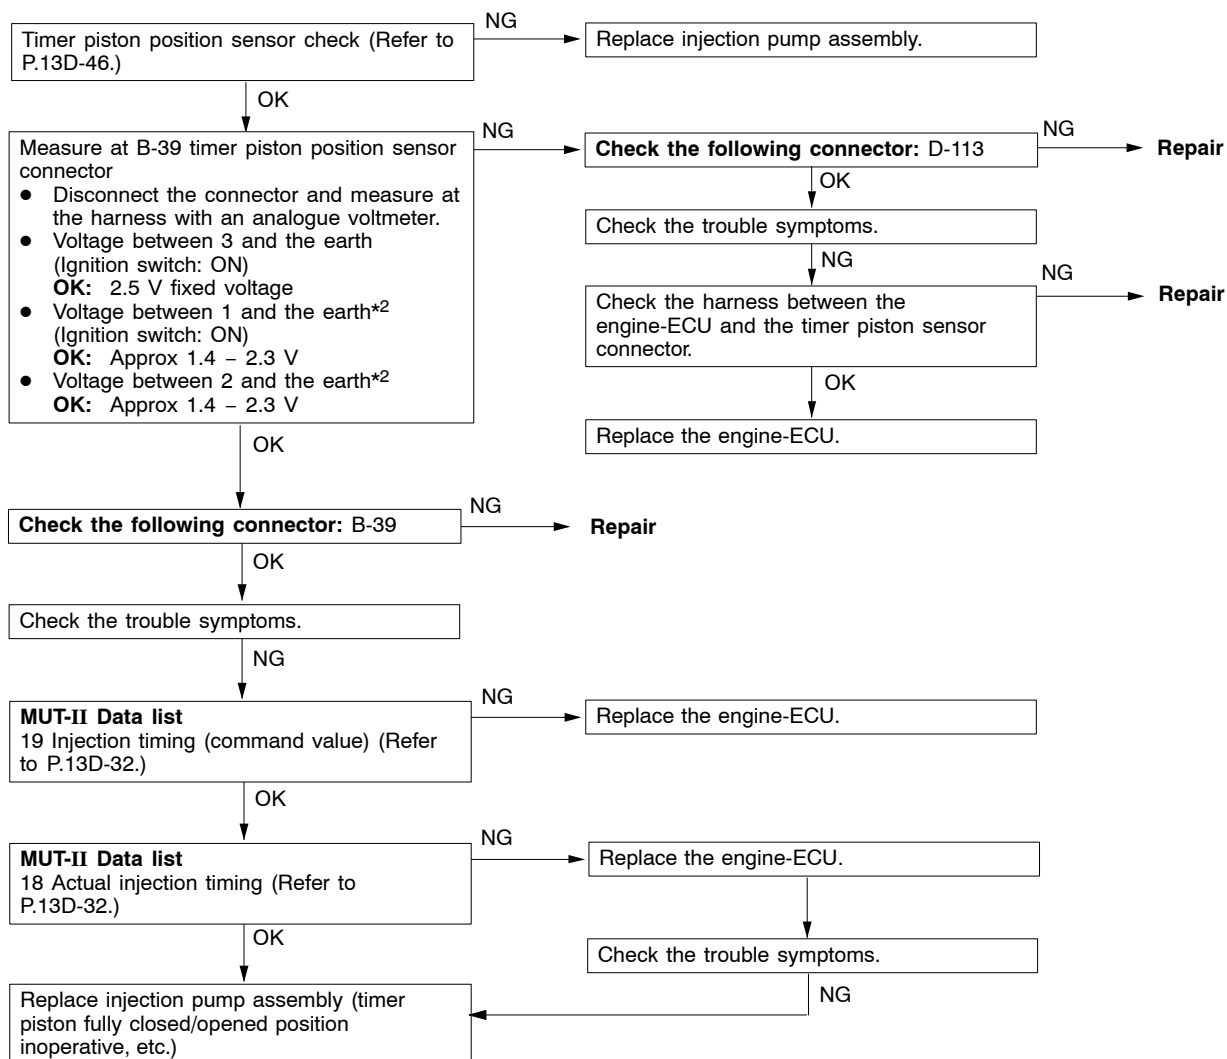 Timer piston position sensor check (Refer to
P.13D-46.)
NG
Replace injection pump assembly.
OK
Measure at B-39 timer piston position sensor
connector
● Disconnect the connector and measure at
the harness with an analogue voltmeter.
● Voltage between 3 and the earth
(Ignition switch: ON)
OK: 2.5 V fixed voltage
● Voltage between 1 and the earth*2
(Ignition switch: ON)
OK: Approx 1.4 – 2.3 V
● Voltage between 2 and the earth*2
OK: Approx 1.4 – 2.3 V
NG
Check the following connector: D-113
NG
Repair
OK
Check the trouble symptoms.
NG
Check the harness between the
engine-ECU and the timer piston sensor
connector.
NG
Repair
OK
Replace the engine-ECU.
OK
Check the following connector: B-39
NG
Repair
OK
Check the trouble symptoms.
NG
MUT-II Data list
19 Injection timing (command value) (Refer
to P.13D-32.)
NG
Replace the engine-ECU.
OK
MUT-II Data list
18 Actual injection timing (Refer to
P.13D-32.)
NG
Replace the engine-ECU.
Check the trouble symptoms.
NG
OK
Replace injection pump assembly (timer
piston fully closed/opened position
inoperative, etc.)